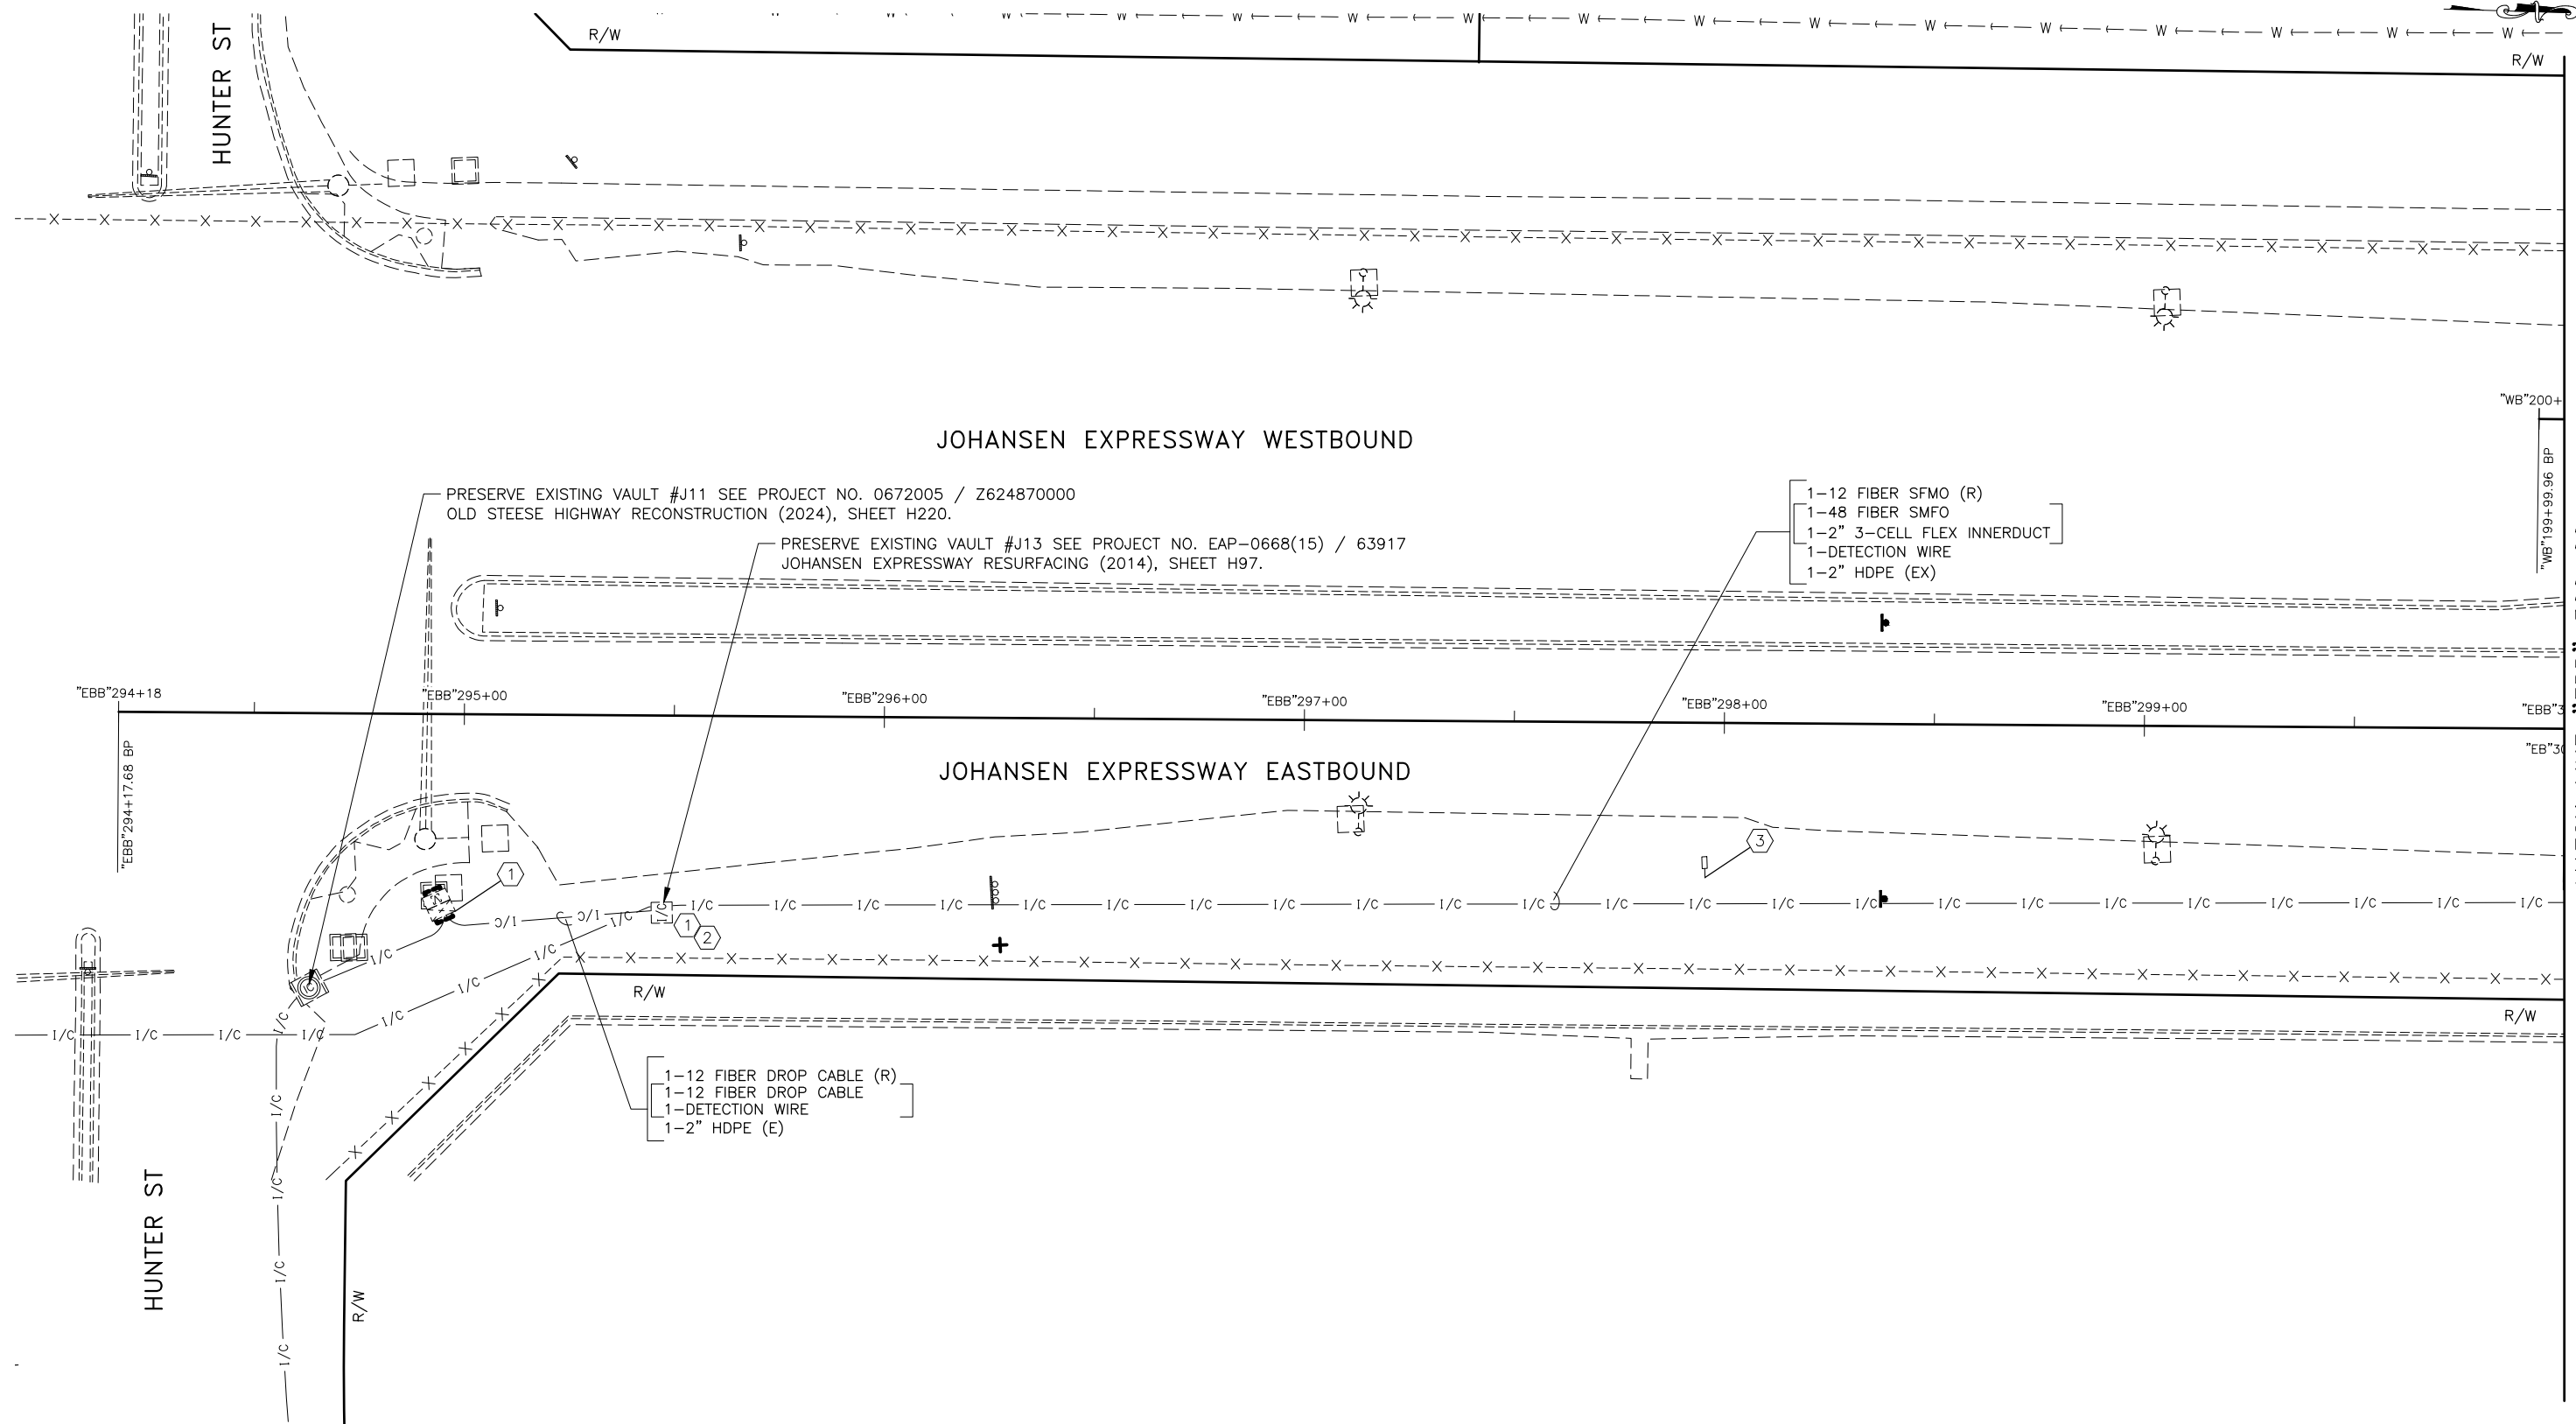 HUNTER ST
R/W
R/W
"WB"200+
JOHANSEN EXPRESSWAY WESTBOUND
"WB"199+99.96 BP
PRESERVE EXISTING VAULT #J11 SEE PROJECT NO. 0672005 / Z624870000
OLD STEESE HIGHWAY RECONSTRUCTION (2024), SHEET H220.
PRESERVE EXISTING VAULT #J13 SEE PROJECT NO. EAP-0668(15) / 63917
JOHANSEN EXPRESSWAY RESURFACING (2014), SHEET H97.
1-12 FIBER SFMO (R)
1-48 FIBER SMFO
1-2" 3-CELL FLEX INNERDUCT
1-DETECTION WIRE
1-2" HDPE (EX)
"EBB"294+18
"EBB"295+00
"EBB"296+00
"EBB"297+00
"EBB"298+00
"EBB"299+00
"EBB"3
"EB"30
"EBB"294+17.68 BP
JOHANSEN EXPRESSWAY EASTBOUND
1
3
1
2
R/W
R/W
1-12 FIBER DROP CABLE (R)
1-12 FIBER DROP CABLE
1-DETECTION WIRE
1-2" HDPE (E)
HUNTER ST
R/W